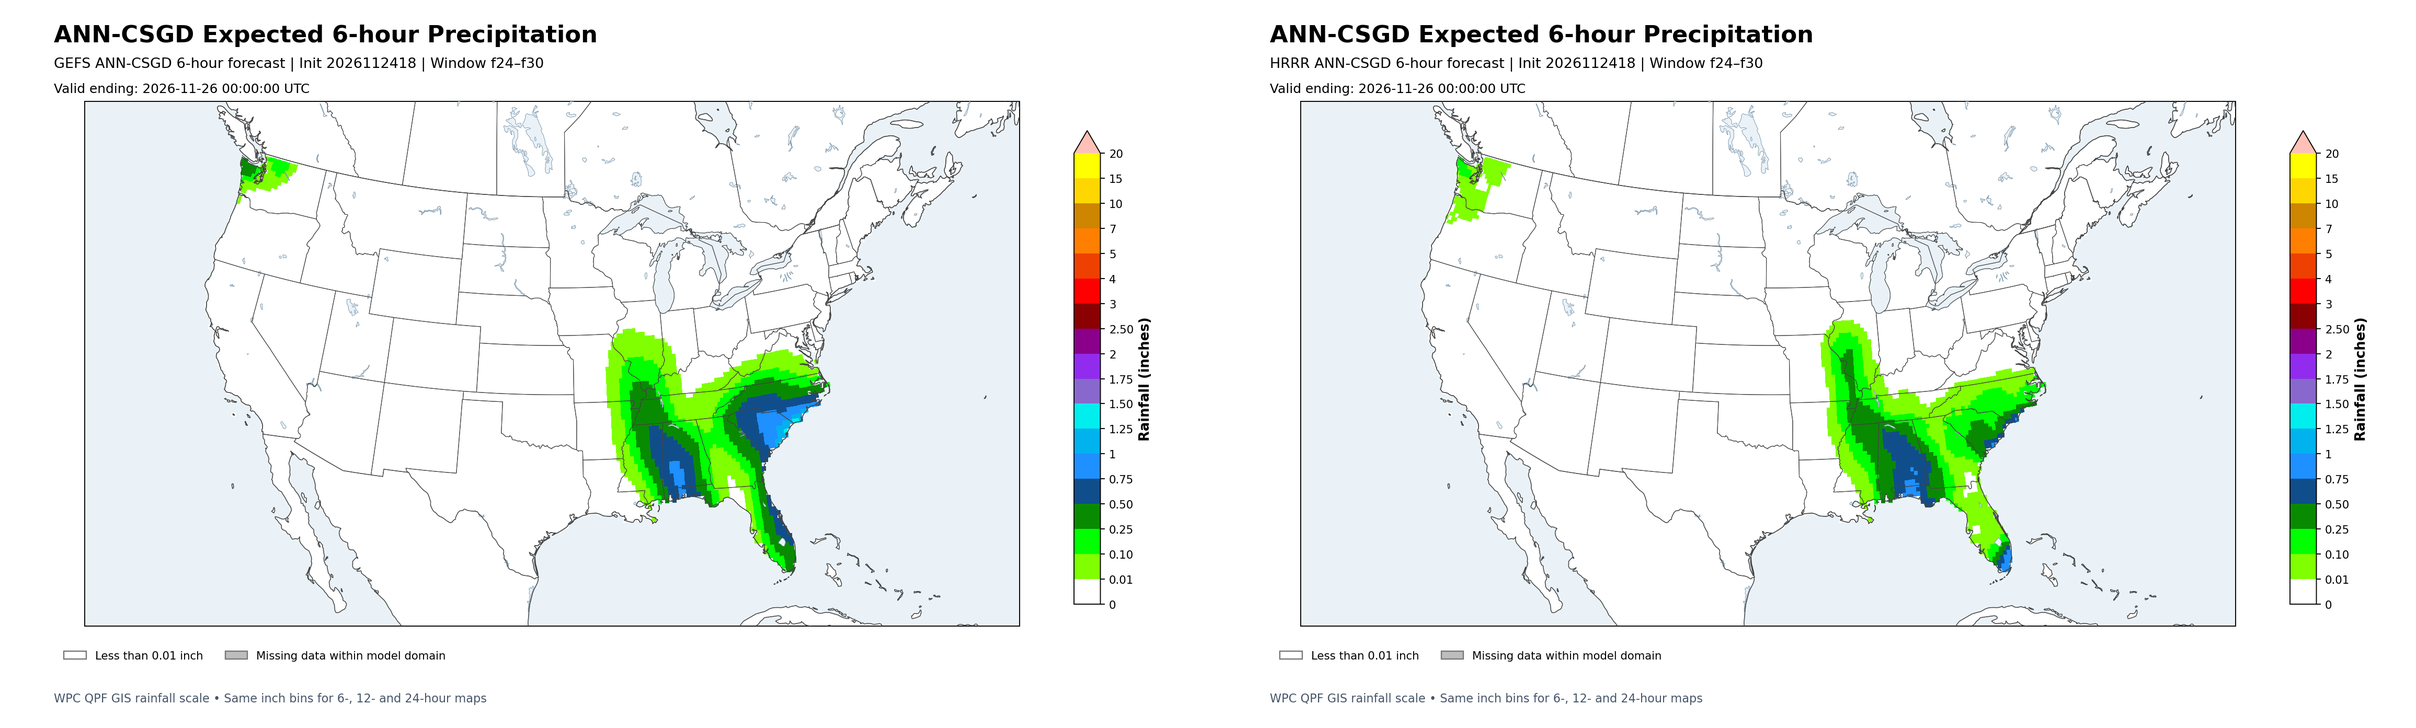 ANN-CSGD Expected 6-hour Precipitation
GEFS ANN-CSGD 6-hour forecast | Init 2026112418 | Window f24–f30
Valid ending: 2026-11-26 00:00:00 UTC
20
15
10
7
5
4
3
2.50
2
1.75
1.50
1.25
1
0.75
0.50
0.25
0.10
0.01
0
Rainfall (inches)
Less than 0.01 inch
Missing data within model domain
WPC QPF GIS rainfall scale • Same inch bins for 6-, 12- and 24-hour maps
ANN-CSGD Expected 6-hour Precipitation
HRRR ANN-CSGD 6-hour forecast | Init 2026112418 | Window f24–f30
Valid ending: 2026-11-26 00:00:00 UTC
20
15
10
7
5
4
3
2.50
2
1.75
1.50
1.25
1
0.75
0.50
0.25
0.10
0.01
0
Rainfall (inches)
Less than 0.01 inch
Missing data within model domain
WPC QPF GIS rainfall scale • Same inch bins for 6-, 12- and 24-hour maps